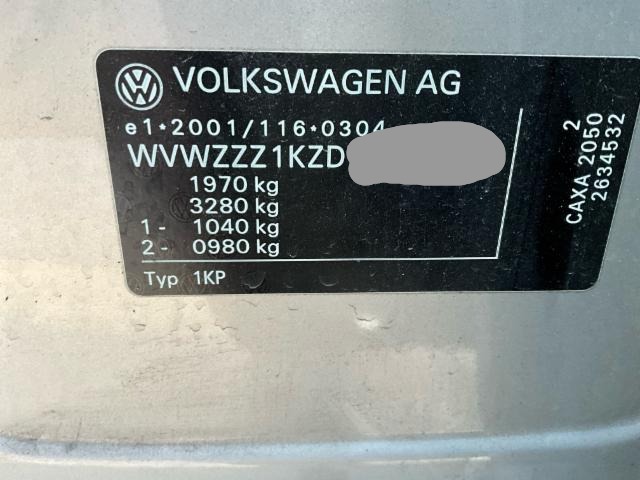 VOLKSWAGEN AG
e1*2001/116*0304
WVWZZZ1KZD
1970 kg
3280 kg
1- 1040 kg
2- 0980 kg
Typ 1KP
2
CAXA 2050
2634532